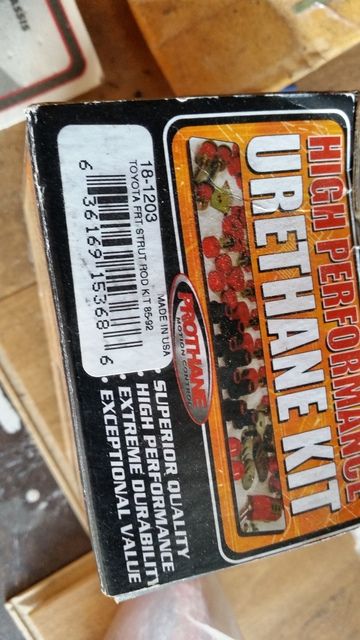 HIGH PERFORMANCE
URETHANE KIT
PROTHANE
MOTION CONTROL
18-1203
TOYOTA FRT STRUT ROD KIT 85-92
MADE IN USA
6 36169 15368 6
• SUPERIOR QUALITY
• HIGH PERFORMANCE
• EXTREME DURABILITY
• EXCEPTIONAL VALUE